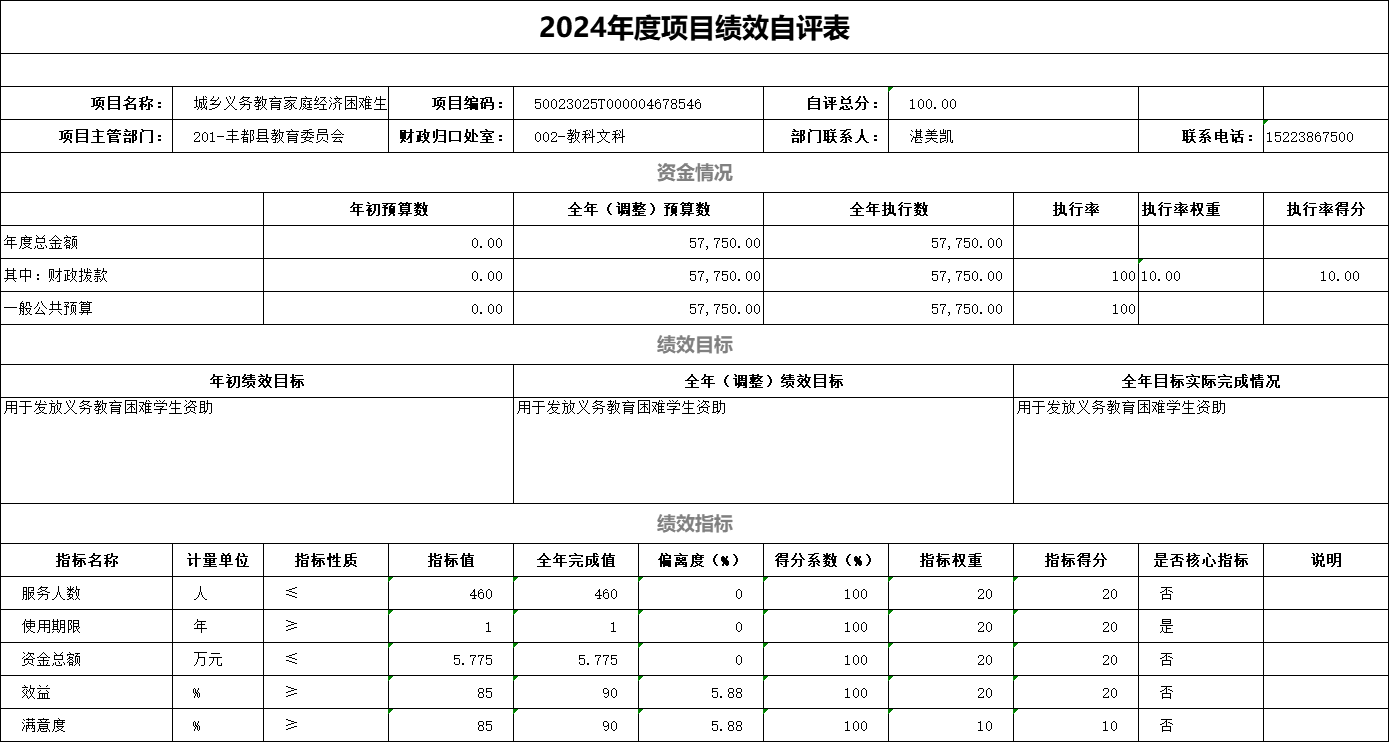 2024年度项目绩效自评表
项目名称： 城乡义务教育家庭经济困难生 项目编码： 50023025T000004678546 自评总分： 100.00
项目主管部门： 201-丰都县教育委员会 财政归口处室： 002-教科文科 部门联系人： 湛美凯 联系电话： 15223867500
资金情况
年初预算数 全年（调整）预算数 全年执行数 执行率 执行率权重 执行率得分
年度总金额 0.00 57,750.00 57,750.00
其中：财政拨款 0.00 57,750.00 57,750.00 100 10.00 10.00
一般公共预算 0.00 57,750.00 57,750.00 100
绩效目标
年初绩效目标 全年（调整）绩效目标 全年目标实际完成情况
用于发放义务教育困难学生资助 用于发放义务教育困难学生资助 用于发放义务教育困难学生资助
绩效指标
指标名称 计量单位 指标性质 指标值 全年完成值 偏离度（%） 得分系数（%） 指标权重 指标得分 是否核心指标 说明
服务人数 人 ≤ 460 460 0 100 20 20 否
使用期限 年 ≥ 1 1 0 100 20 20 是
资金总额 万元 ≤ 5.775 5.775 0 100 20 20 否
效益 % ≥ 85 90 5.88 100 20 20 否
满意度 % ≥ 85 90 5.88 100 10 10 否